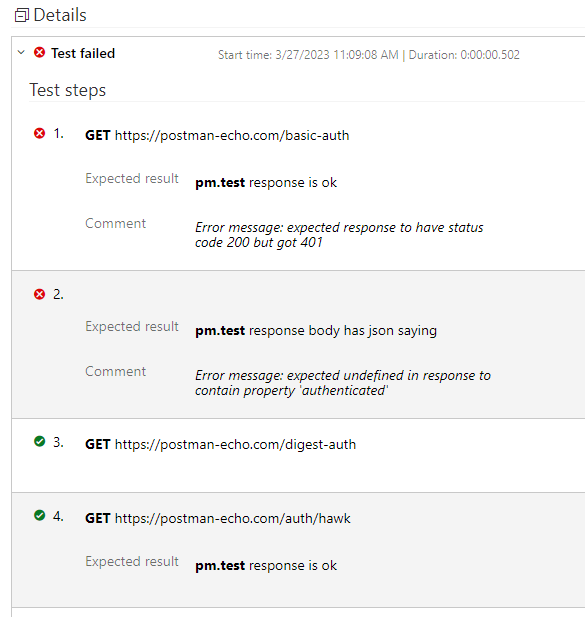 Details
Test failed Start time: 3/27/2023 11:09:08 AM | Duration: 0:00:00.502
Test steps
1. GET https://postman-echo.com/basic-auth
Expected result pm.test response is ok
Comment Error message: expected response to have status
code 200 but got 401
2.
Expected result pm.test response body has json saying
Comment Error message: expected undefined in response to
contain property 'authenticated'
3. GET https://postman-echo.com/digest-auth
4. GET https://postman-echo.com/auth/hawk
Expected result pm.test response is ok